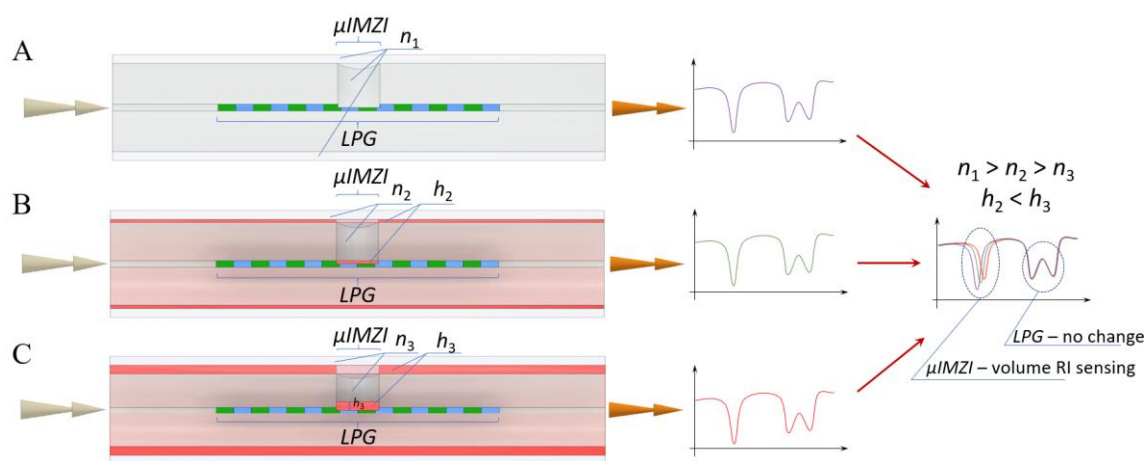 A
μIMZI
n1
LPG
B
μIMZI
n2
h2
LPG
C
μIMZI
n3
h3
h3
LPG
n1 > n2 > n3
h2 < h3
LPG – no change
μIMZI – volume RI sensing